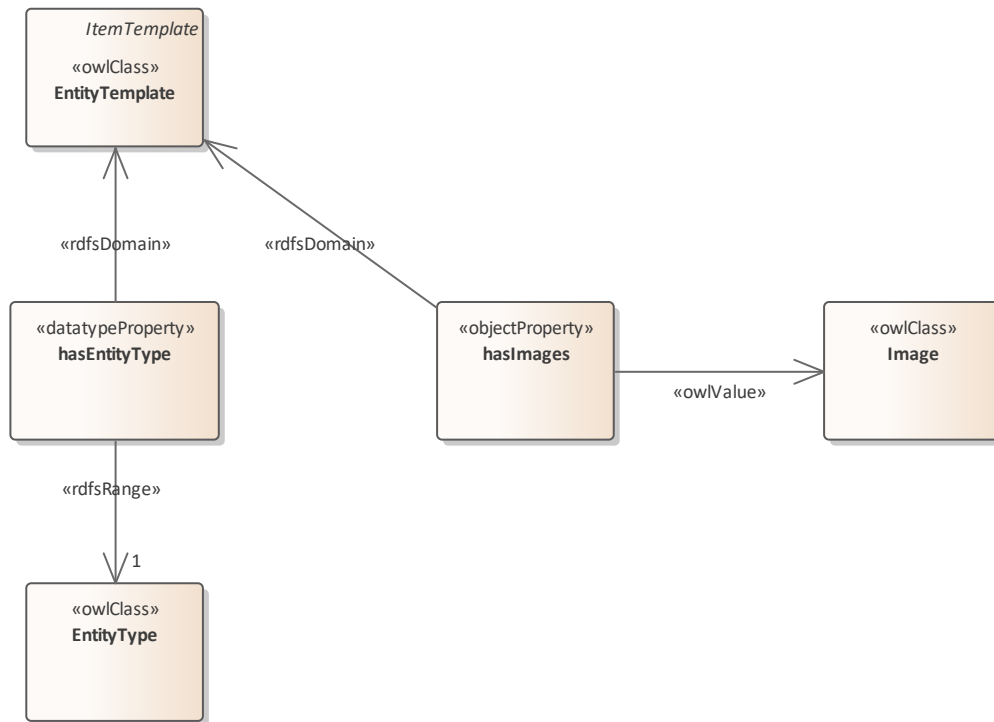 ItemTemplate
«owlClass»
EntityTemplate
«rdfsDomain»
«rdfsDomain»
«datatypeProperty»
hasEntityType
«objectProperty»
hasImages
«owlClass»
Image
«owlValue»
«rdfsRange»
1
«owlClass»
EntityType